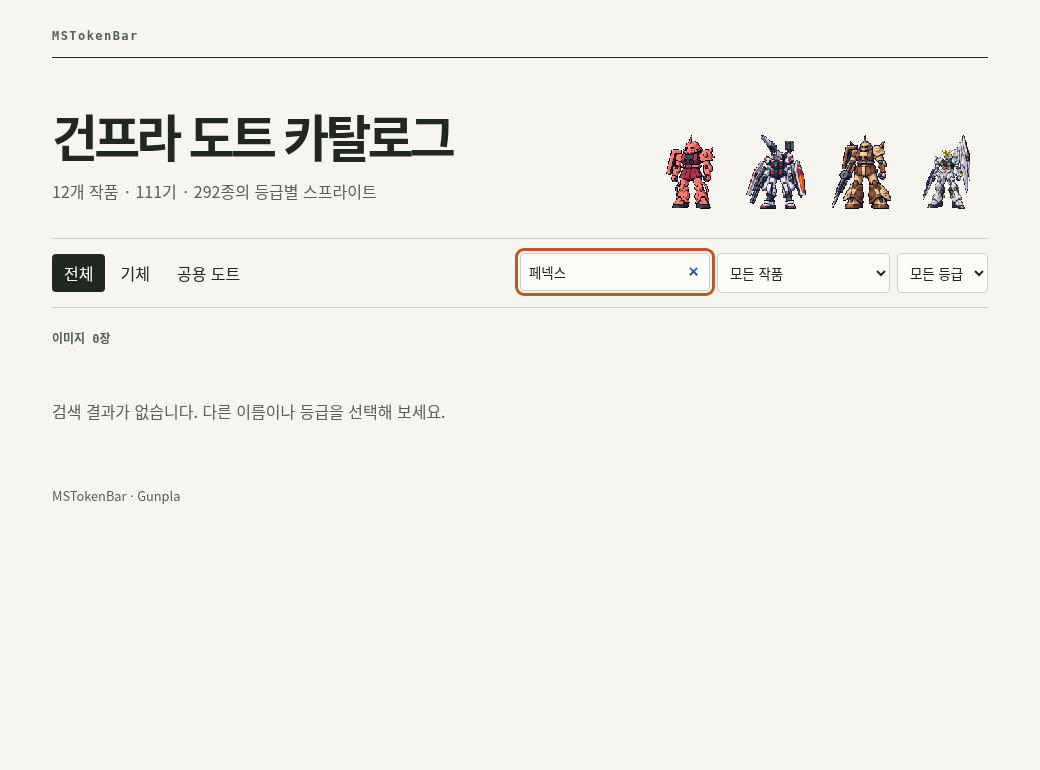 MSTokenBar
건프라 도트 카탈로그
12개 작품 · 111기 · 292종의 등급별 스프라이트
전체 기체 공용 도트 페넥스 × 모든 작품 모든 등급
이미지 0장
검색 결과가 없습니다. 다른 이름이나 등급을 선택해 보세요.
MSTokenBar · Gunpla